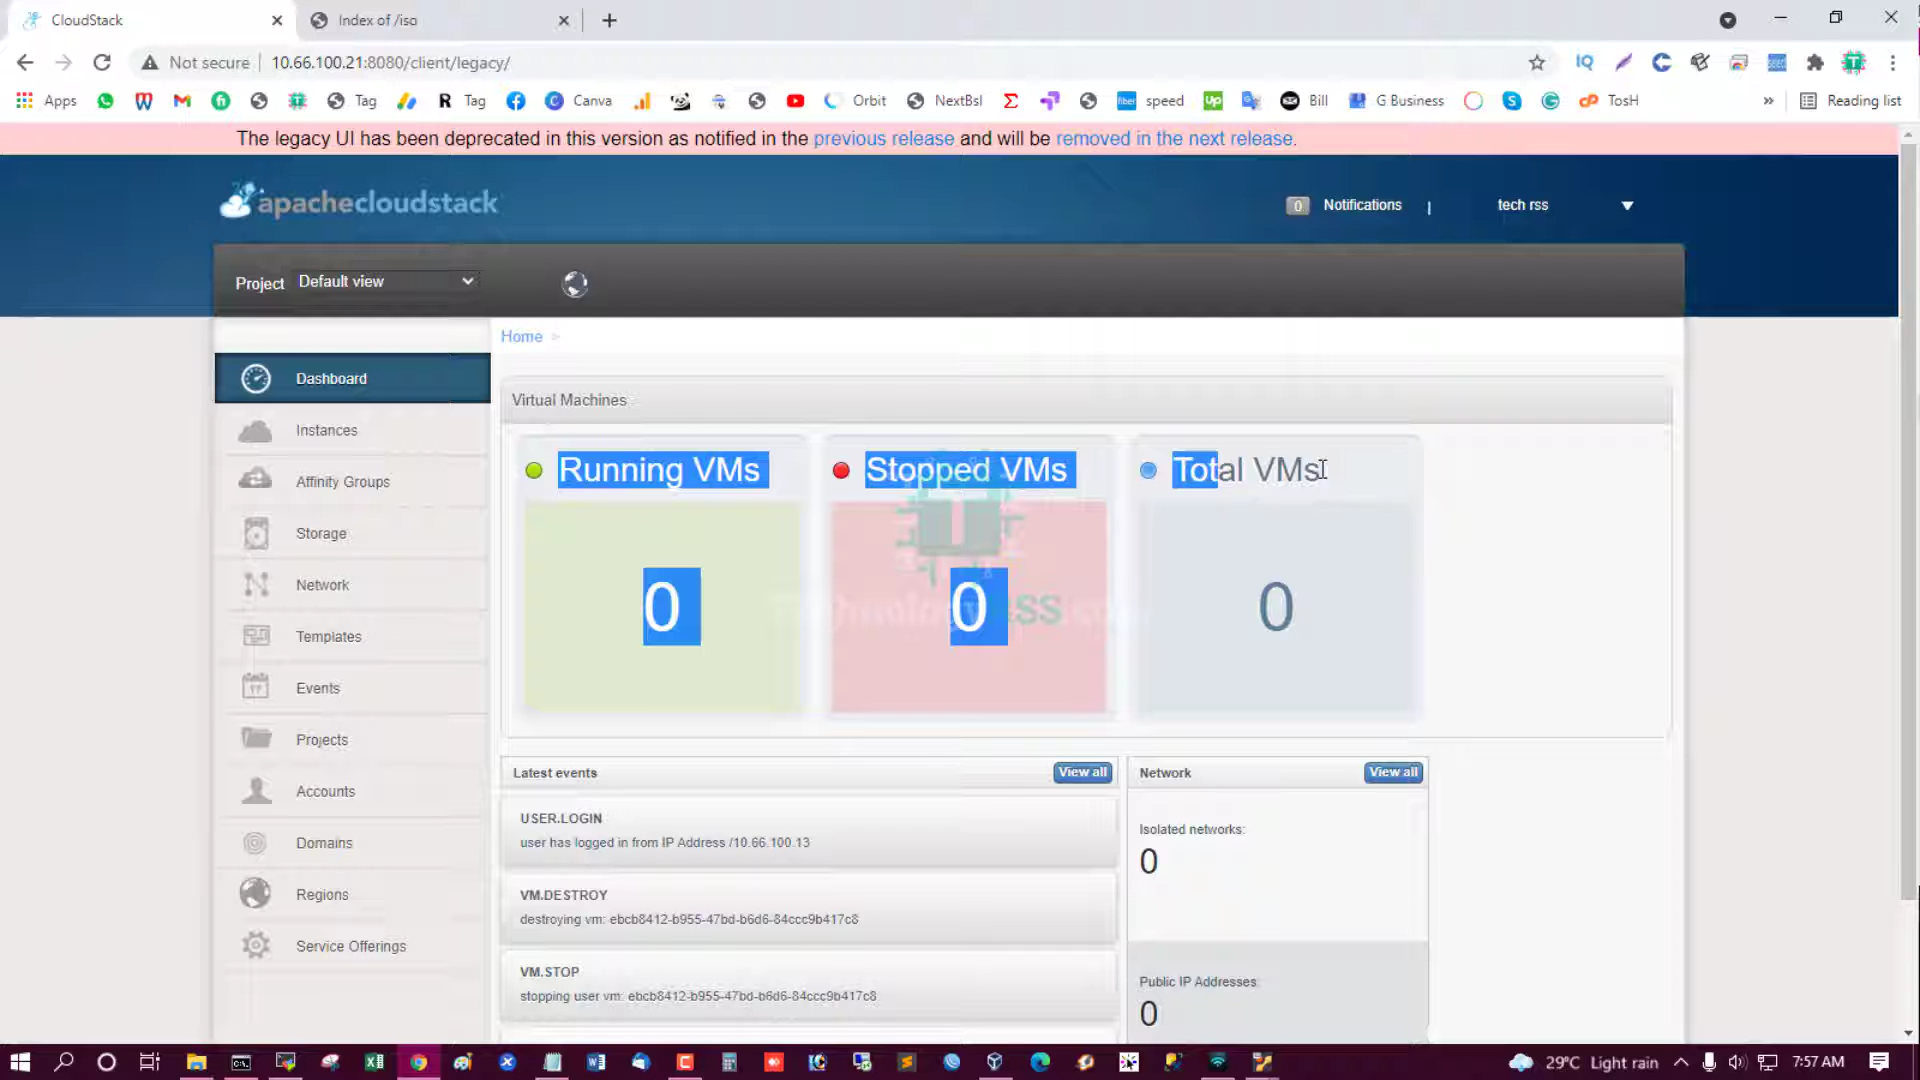 CloudStack
Index of /iso
Not secure
10.66.100.21:8080/client/legacy/
Apps
Tag
Tag
Canva
Orbit
NextBsl
speed
Bill
G Business
TosH
Reading list
The legacy UI has been deprecated in this version as notified in the previous release and will be removed in the next release.
apachecloudstack
0 Notifications
tech rss
Project Default view
Home >
Dashboard
Instances
Affinity Groups
Storage
Network
Templates
Events
Projects
Accounts
Domains
Regions
Service Offerings
Virtual Machines
Running VMs
Stopped VMs
Total VMs
0
0
0
Latest events
View all
USER.LOGIN
user has logged in from IP Address /10.66.100.13
VM.DESTROY
destroying vm: ebcb8412-b955-47bd-b6d6-84ccc9b417c8
VM.STOP
stopping user vm: ebcb8412-b955-47bd-b6d6-84ccc9b417c8
Network
View all
Isolated networks:
0
Public IP Addresses:
0
29°C Light rain
7:57 AM